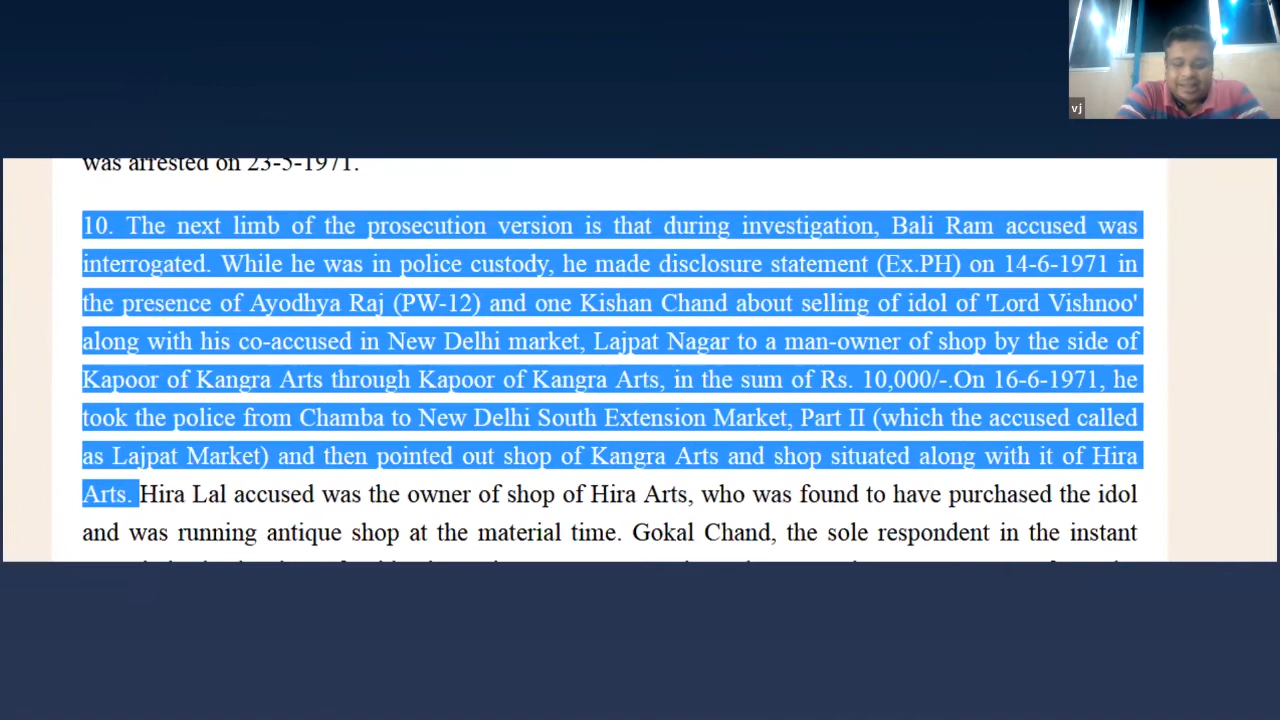 vj
was arrested on 23-5-1971.
10. The next limb of the prosecution version is that during investigation, Bali Ram accused was
interrogated. While he was in police custody, he made disclosure statement (Ex.PH) on 14-6-1971 in
the presence of Ayodhya Raj (PW-12) and one Kishan Chand about selling of idol of 'Lord Vishnoo'
along with his co-accused in New Delhi market, Lajpat Nagar to a man-owner of shop by the side of
Kapoor of Kangra Arts through Kapoor of Kangra Arts, in the sum of Rs. 10,000/-.On 16-6-1971, he
took the police from Chamba to New Delhi South Extension Market, Part II (which the accused called
as Lajpat Market) and then pointed out shop of Kangra Arts and shop situated along with it of Hira
Arts. Hira Lal accused was the owner of shop of Hira Arts, who was found to have purchased the idol
and was running antique shop at the material time. Gokal Chand, the sole respondent in the instant